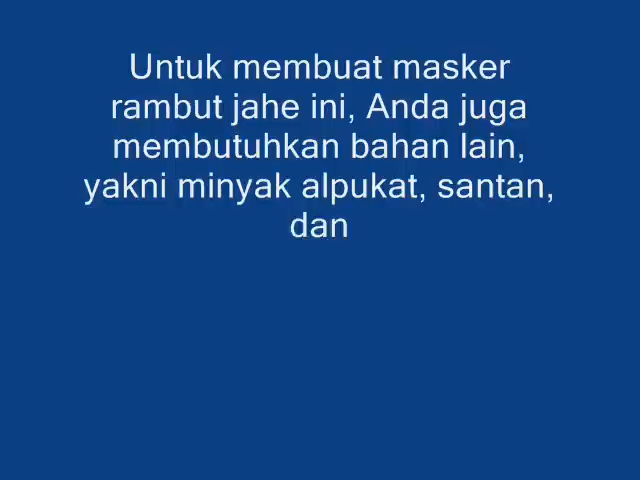 Untuk membuat masker
rambut jahe ini, Anda juga
membutuhkan bahan lain,
yakni minyak alpukat, santan,
dan